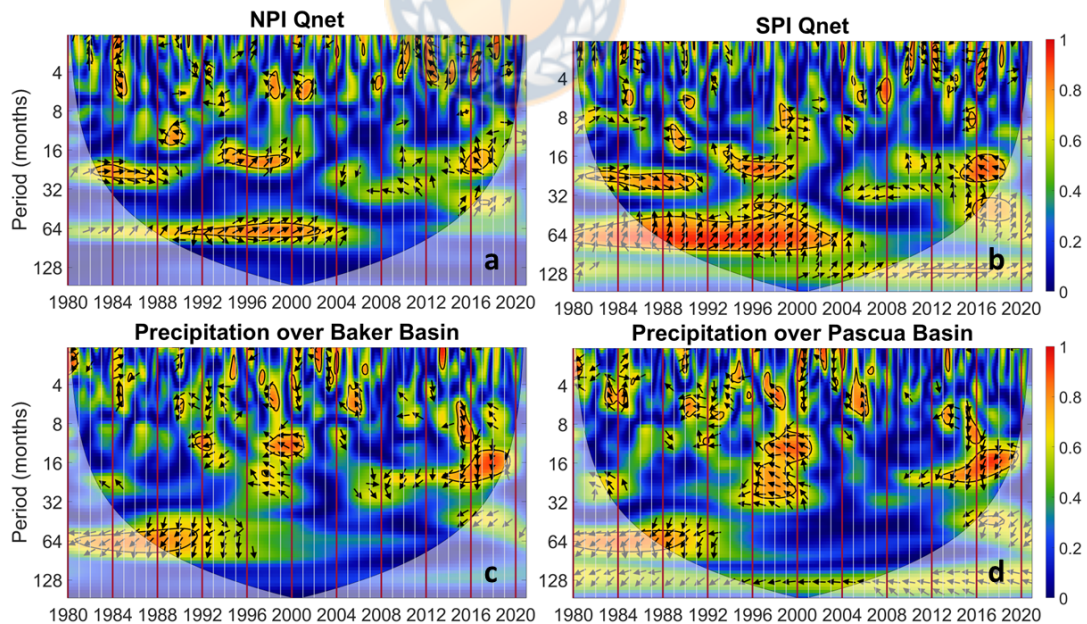 NPI Qnet
SPI Qnet
Period (months)
4
8
16
32
64
128
a
1980 1984 1988 1992 1996 2000 2004 2008 2012 2016 2020
4
8
16
32
64
128
b
1980 1984 1988 1992 1996 2000 2004 2008 2012 2016 2020
1
0.8
0.6
0.4
0.2
0
Precipitation over Baker Basin
Precipitation over Pascua Basin
Period (months)
4
8
16
32
64
128
c
1980 1984 1988 1992 1996 2000 2004 2008 2012 2016 2020
4
8
16
32
64
128
d
1980 1984 1988 1992 1996 2000 2004 2008 2012 2016 2020
1
0.8
0.6
0.4
0.2
0